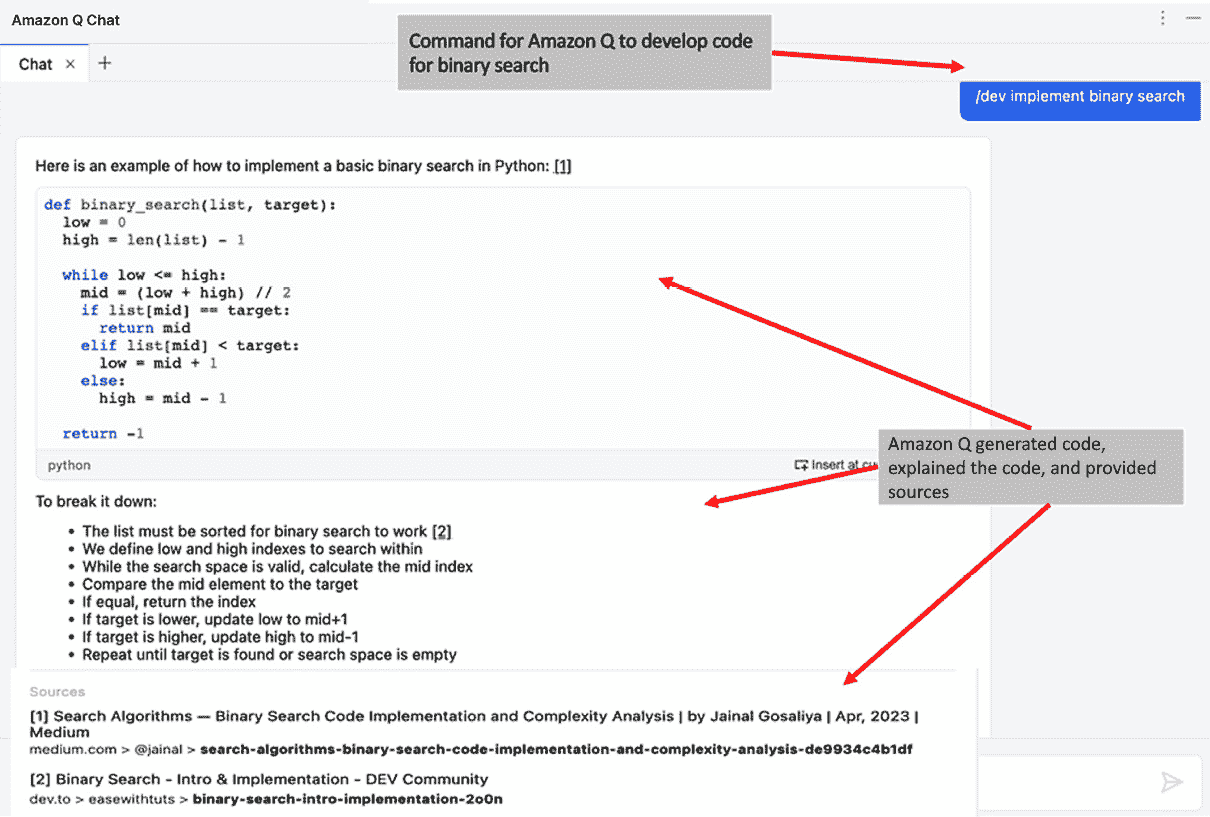 Amazon Q Chat
Command for Amazon Q to develop code
for binary search
Chat
/dev implement binary search
Here is an example of how to implement a basic binary search in Python: [1]
def binary_search(list, target):
  low = 0
  high = len(list) - 1
  while low <= high:
    mid = (low + high) // 2
    if list[mid] == target:
      return mid
    elif list[mid] < target:
      low = mid + 1
    else:
      high = mid - 1
  return -1
python
Insert at
Amazon Q generated code,
explained the code, and provided
sources
To break it down:
• The list must be sorted for binary search to work [2]
• We define low and high indexes to search within
• While the search space is valid, calculate the mid index
• Compare the mid element to the target
• If equal, return the index
• If target is lower, update low to mid+1
• If target is higher, update high to mid-1
• Repeat until target is found or search space is empty
Sources
[1] Search Algorithms — Binary Search Code Implementation and Complexity Analysis | by Jainal Gosaliya | Apr, 2023 |
Medium
medium.com > @jainal > search-algorithms-binary-search-code-implementation-and-complexity-analysis-de9934c4b1df
[2] Binary Search - Intro & Implementation - DEV Community
dev.to > easewithtuts > binary-search-intro-implementation-2o0n